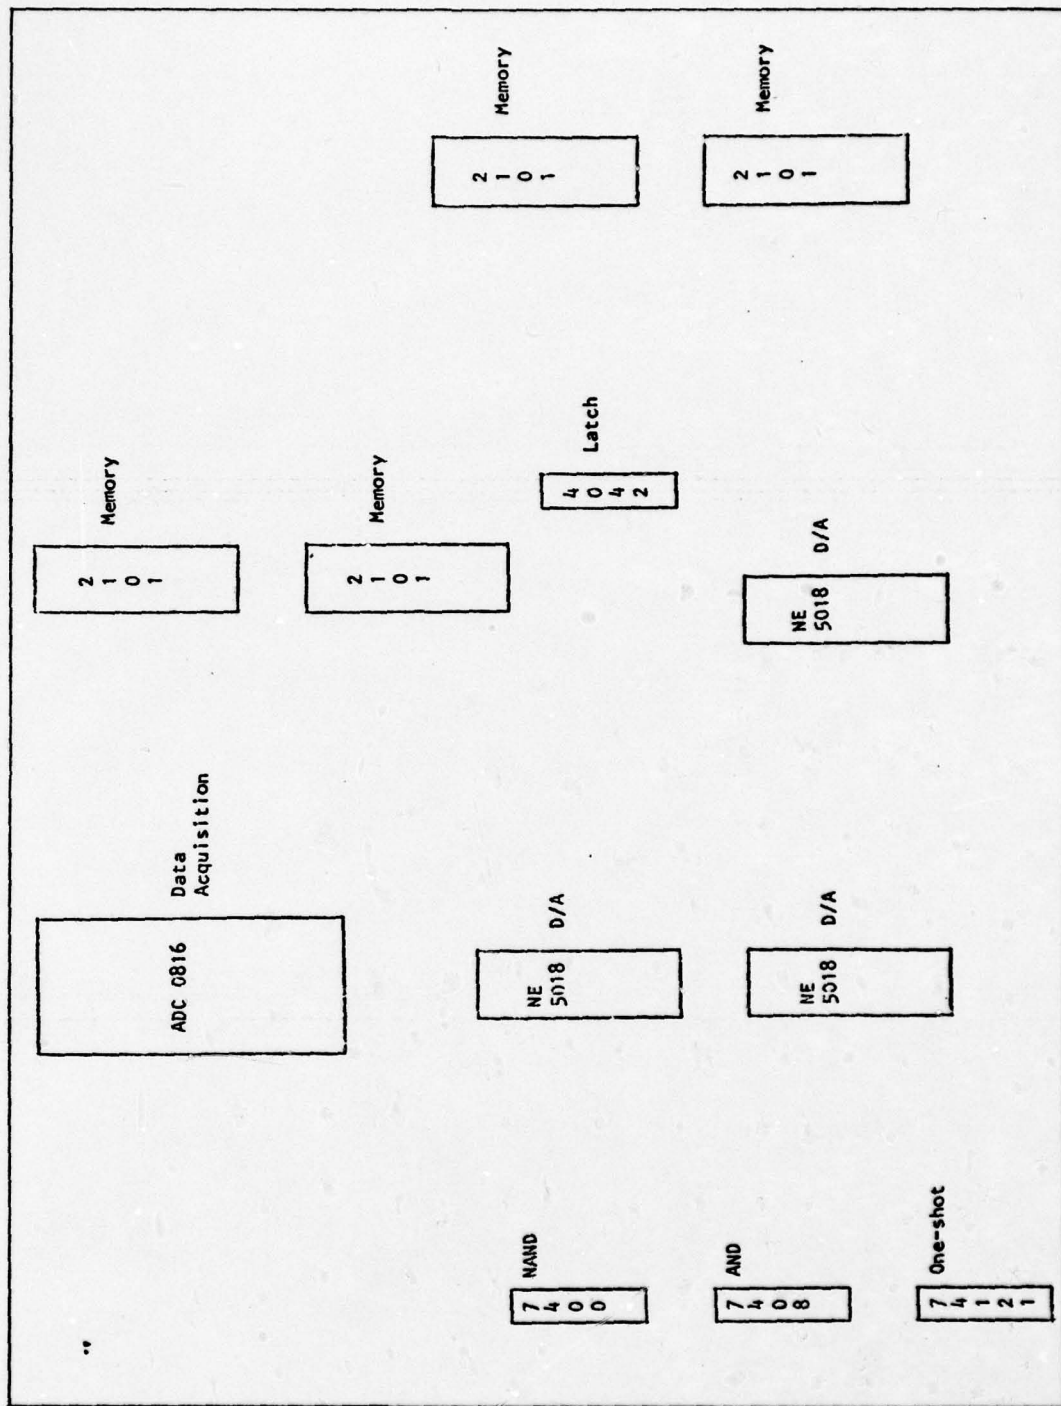 ADC 0816
Data
Acquisition
2101
Memory
2101
Memory
7400
NAND
NE
5018
D/A
4042
Latch
2101
Memory
7408
AND
NE
5018
D/A
NE
5018
D/A
2101
Memory
74121
One-shot